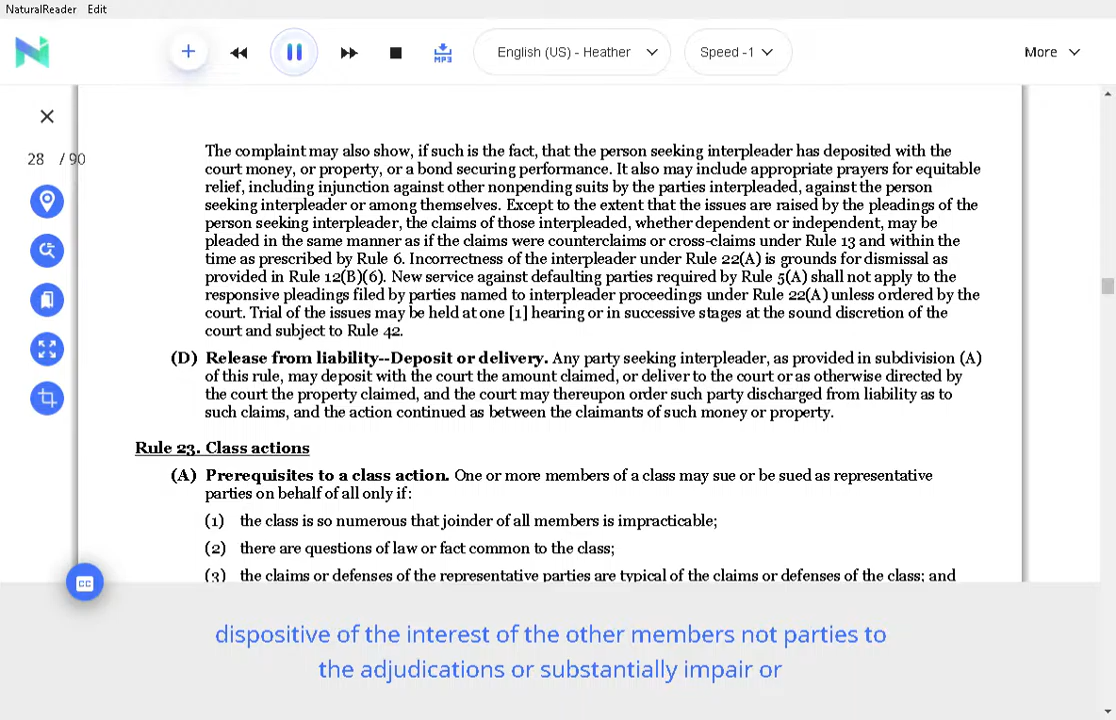 NaturalReader Edit
MP3
English (US) - Heather
Speed -1
More
28 / 90
The complaint may also show, if such is the fact, that the person seeking interpleader has deposited with the
court money, or property, or a bond securing performance. It also may include appropriate prayers for equitable
relief, including injunction against other nonpending suits by the parties interpleaded, against the person
seeking interpleader or among themselves. Except to the extent that the issues are raised by the pleadings of the
person seeking interpleader, the claims of those interpleaded, whether dependent or independent, may be
pleaded in the same manner as if the claims were counterclaims or cross-claims under Rule 13 and within the
time as prescribed by Rule 6. Incorrectness of the interpleader under Rule 22(A) is grounds for dismissal as
provided in Rule 12(B)(6). New service against defaulting parties required by Rule 5(A) shall not apply to the
responsive pleadings filed by parties named to interpleader proceedings under Rule 22(A) unless ordered by the
court. Trial of the issues may be held at one [1] hearing or in successive stages at the sound discretion of the
court and subject to Rule 42.
(D) Release from liability--Deposit or delivery. Any party seeking interpleader, as provided in subdivision (A)
of this rule, may deposit with the court the amount claimed, or deliver to the court or as otherwise directed by
the court the property claimed, and the court may thereupon order such party discharged from liability as to
such claims, and the action continued as between the claimants of such money or property.
Rule 23. Class actions
(A) Prerequisites to a class action. One or more members of a class may sue or be sued as representative
parties on behalf of all only if:
(1) the class is so numerous that joinder of all members is impracticable;
(2) there are questions of law or fact common to the class;
(3) the claims or defenses of the representative parties are typical of the claims or defenses of the class; and
CC
dispositive of the interest of the other members not parties to
the adjudications or substantially impair or